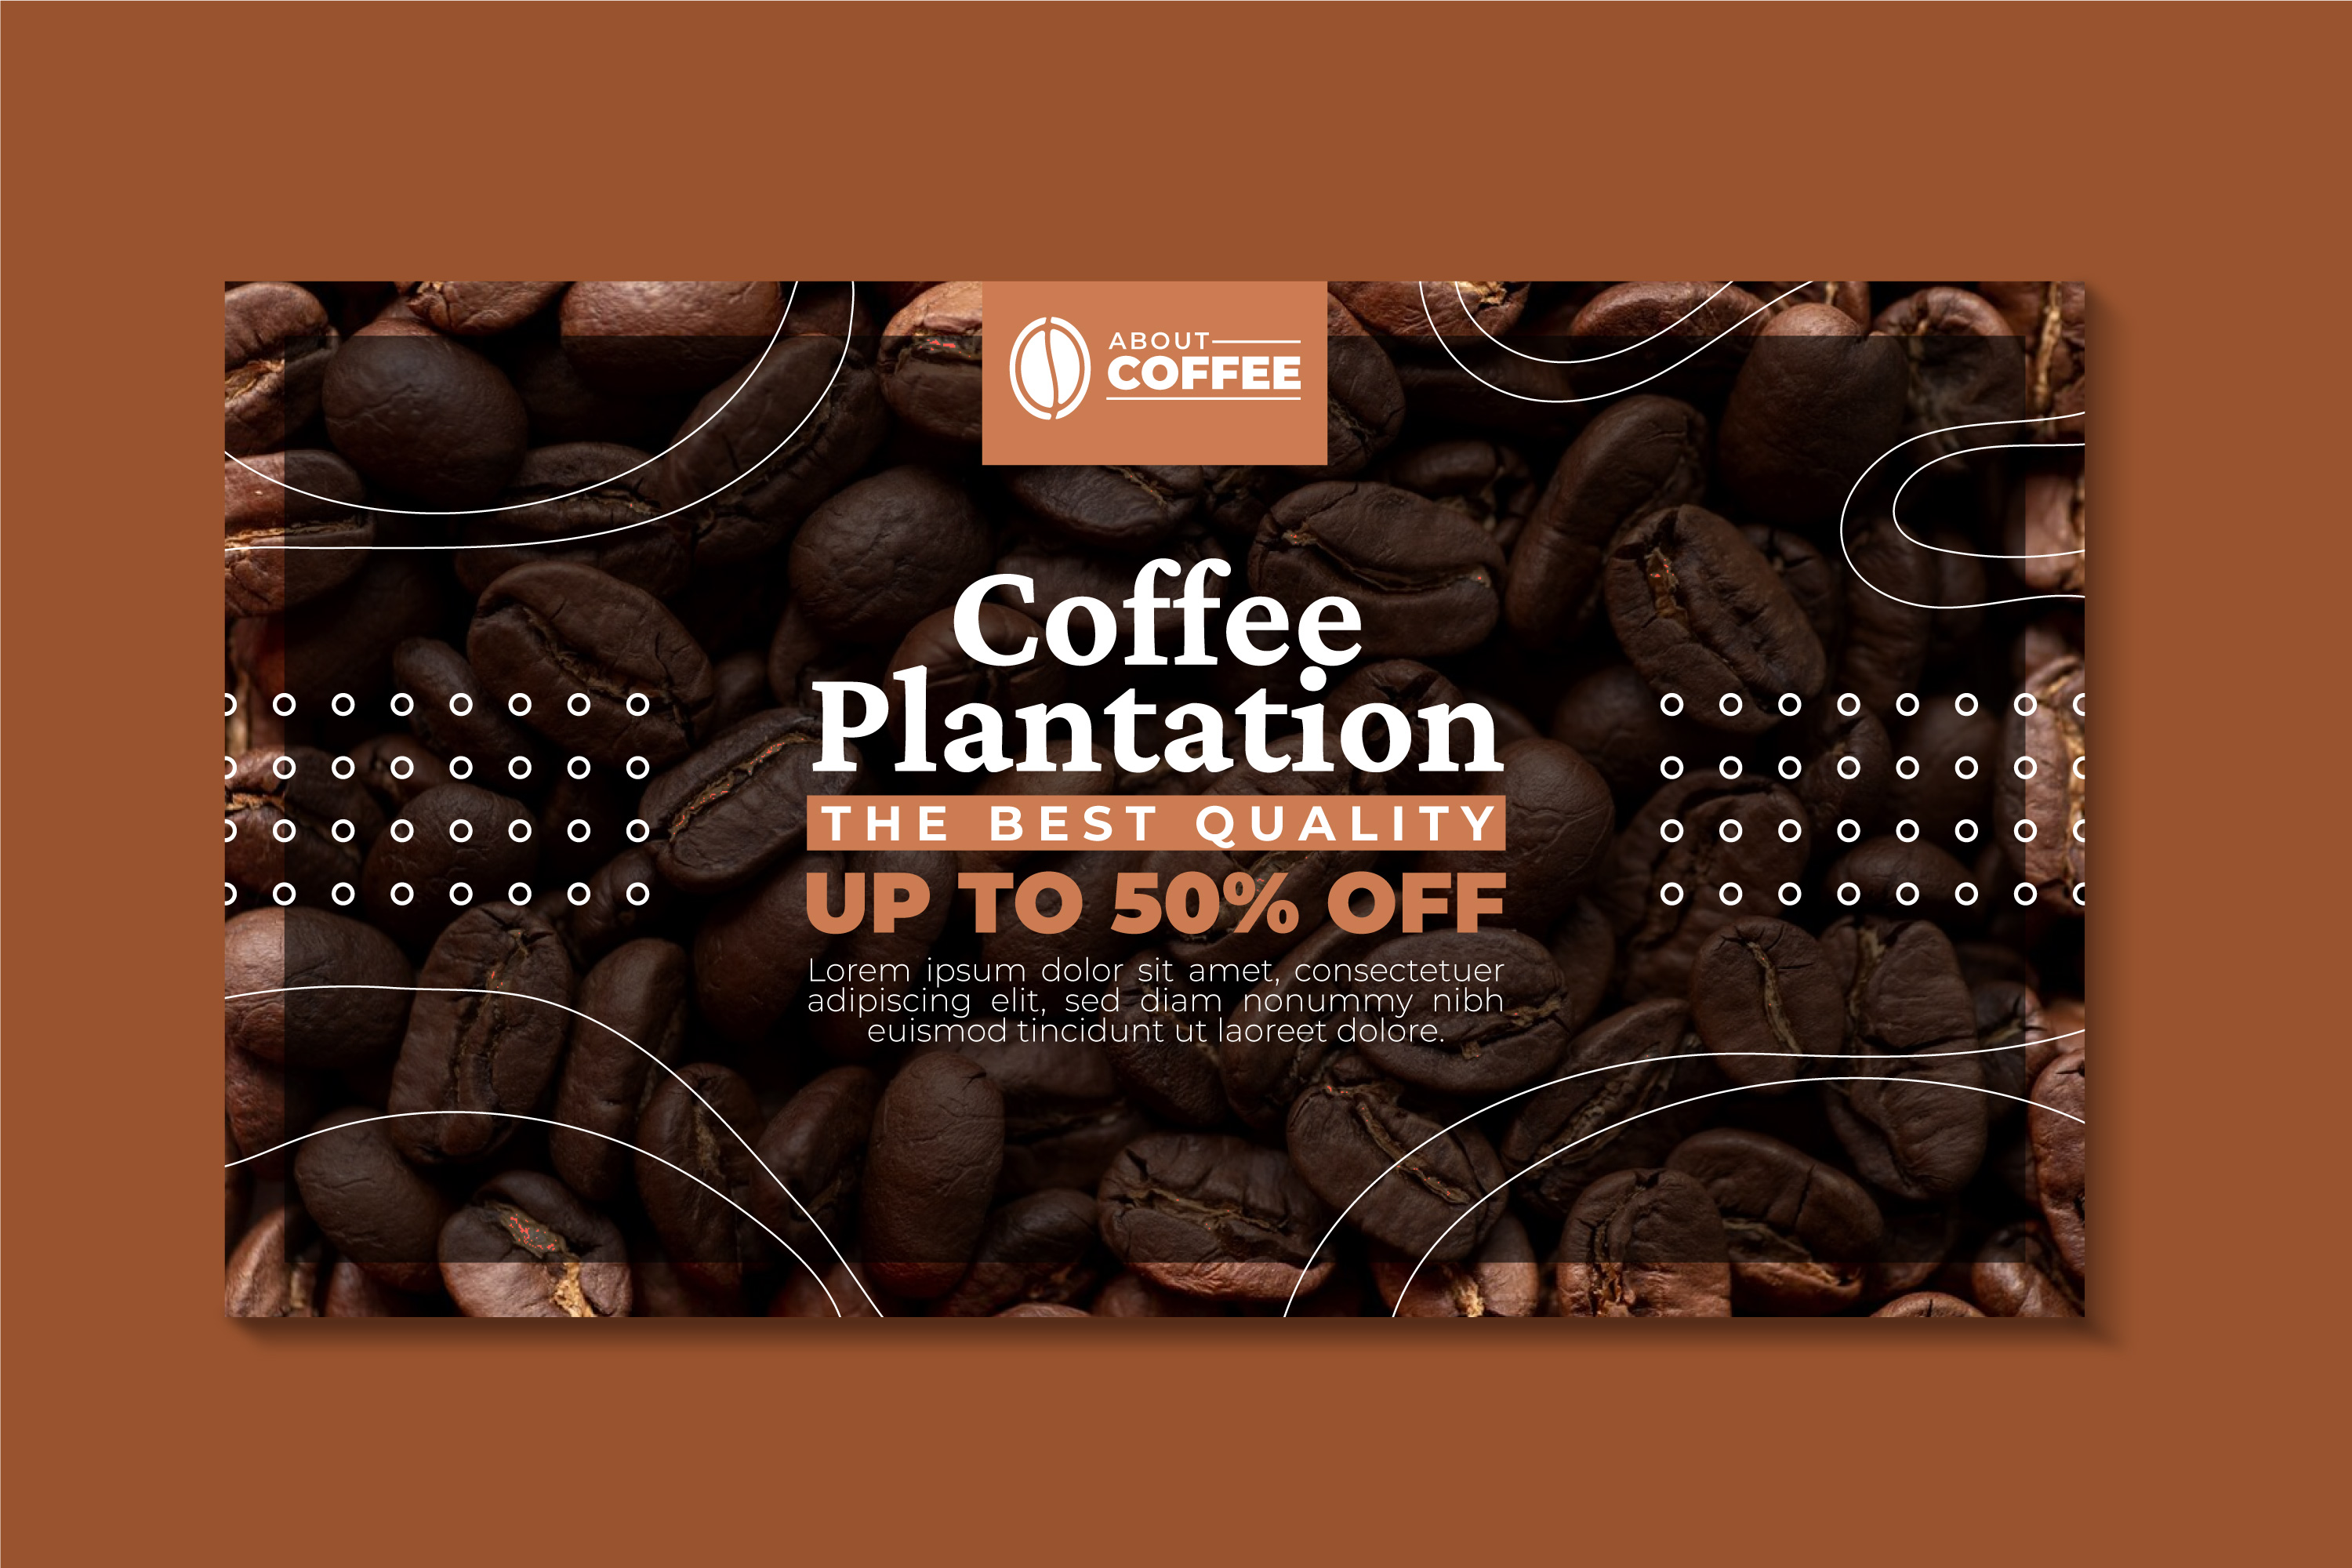 ABOUT
COFFEE
Coffee
Plantation
THE BEST QUALITY
UP TO 50% OFF
Lorem ipsum dolor sit amet, consectetuer
adipiscing elit, sed diam nonummy nibh
euismod tincidunt ut laoreet dolore.